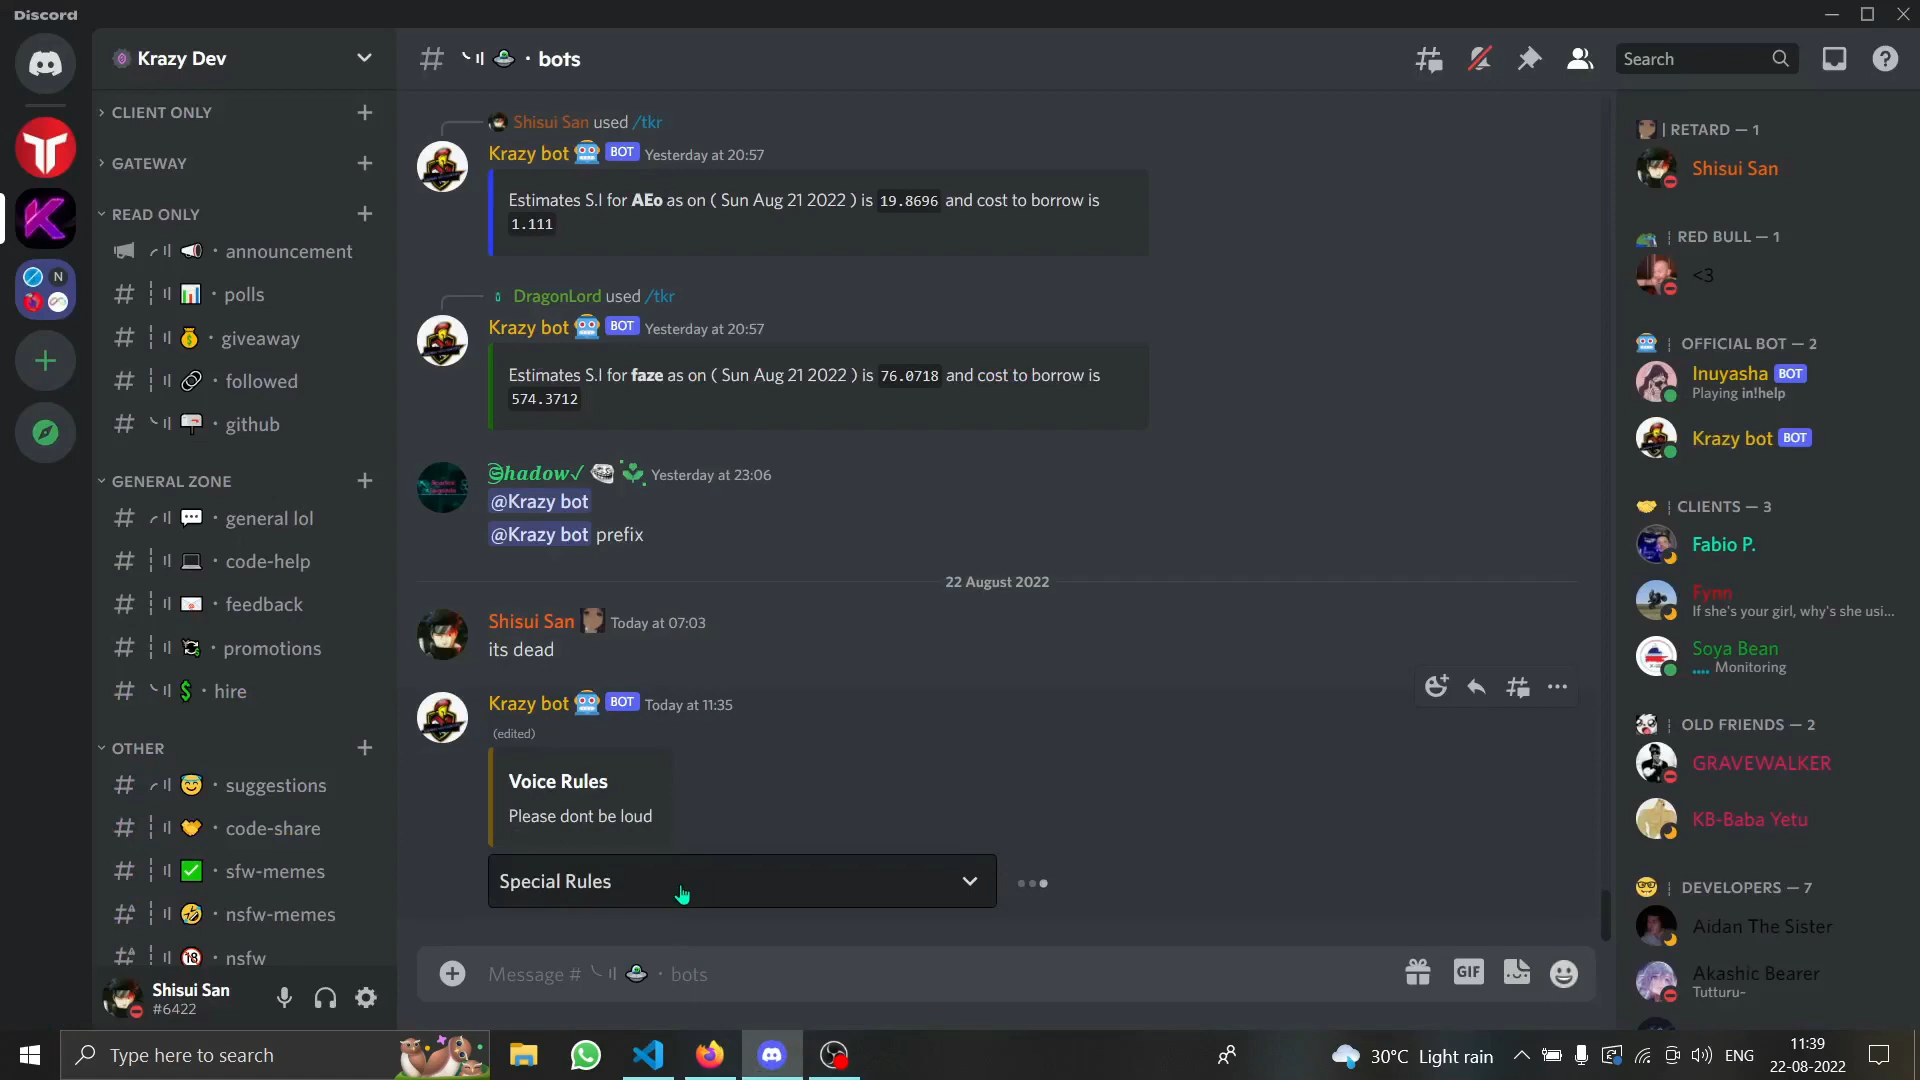 Discord
Krazy Dev
CLIENT ONLY
GATEWAY
READ ONLY
announcement
polls
giveaway
followed
github
GENERAL ZONE
general lol
code-help
feedback
promotions
hire
OTHER
suggestions
code-share
sfw-memes
nsfw-memes
nsfw
Shisui San
#6422
# · bots
Search
Shisui San used /tkr
Krazy bot BOT Yesterday at 20:57
Estimates S.I for AEo as on ( Sun Aug 21 2022 ) is 19.8696 and cost to borrow is
1.111
DragonLord used /tkr
Krazy bot BOT Yesterday at 20:57
Estimates S.I for faze as on ( Sun Aug 21 2022 ) is 76.0718 and cost to borrow is
574.3712
Shadow✓ Yesterday at 23:06
@Krazy bot
@Krazy bot prefix
22 August 2022
Shisui San Today at 07:03
its dead
Krazy bot BOT Today at 11:35
(edited)
Voice Rules
Please dont be loud
Special Rules
Message # · bots
GIF
| RETARD — 1
Shisui San
¦ RED BULL — 1
<3
¦ OFFICIAL BOT — 2
Inuyasha BOT
Playing in!help
Krazy bot BOT
¦ CLIENTS — 3
Fabio P.
Fynn
If she's your girl, why's she usi...
Soya Bean
Monitoring
¦ OLD FRIENDS — 2
GRAVEWALKER
KB-Baba Yetu
¦ DEVELOPERS — 7
Aidan The Sister
Akashic Bearer
Tutturu~
Type here to search
30°C Light rain
ENG
11:39
22-08-2022